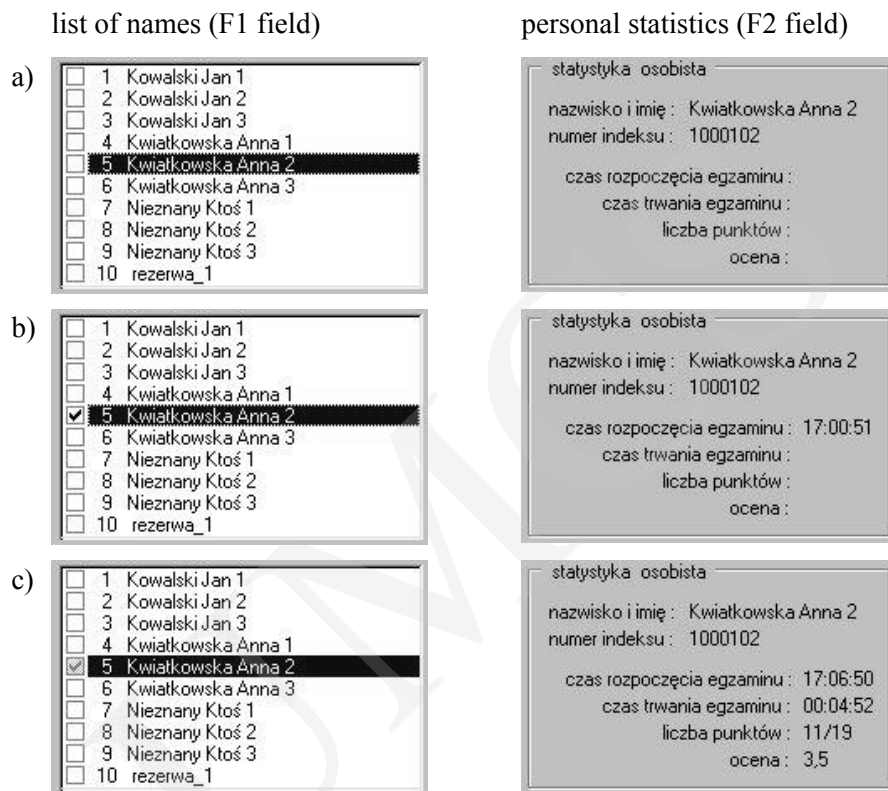 list of names (F1 field)
personal statistics (F2 field)
a)
1 Kowalski Jan 1
2 Kowalski Jan 2
3 Kowalski Jan 3
4 Kwiatkowska Anna 1
5 Kwiatkowska Anna 2
6 Kwiatkowska Anna 3
7 Nieznany Ktoś 1
8 Nieznany Ktoś 2
9 Nieznany Ktoś 3
10 rezerwa_1
statystyka osobista
nazwisko i imię : Kwiatkowska Anna 2
numer indeksu : 1000102
czas rozpoczęcia egzaminu :
czas trwania egzaminu :
liczba punktów :
ocena :
b)
1 Kowalski Jan 1
2 Kowalski Jan 2
3 Kowalski Jan 3
4 Kwiatkowska Anna 1
5 Kwiatkowska Anna 2
6 Kwiatkowska Anna 3
7 Nieznany Ktoś 1
8 Nieznany Ktoś 2
9 Nieznany Ktoś 3
10 rezerwa_1
statystyka osobista
nazwisko i imię : Kwiatkowska Anna 2
numer indeksu : 1000102
czas rozpoczęcia egzaminu : 17:00:51
czas trwania egzaminu :
liczba punktów :
ocena :
c)
1 Kowalski Jan 1
2 Kowalski Jan 2
3 Kowalski Jan 3
4 Kwiatkowska Anna 1
5 Kwiatkowska Anna 2
6 Kwiatkowska Anna 3
7 Nieznany Ktoś 1
8 Nieznany Ktoś 2
9 Nieznany Ktoś 3
10 rezerwa_1
statystyka osobista
nazwisko i imię : Kwiatkowska Anna 2
numer indeksu : 1000102
czas rozpoczęcia egzaminu : 17:06:50
czas trwania egzaminu : 00:04:52
liczba punktów : 11/19
ocena : 3,5
UMCS